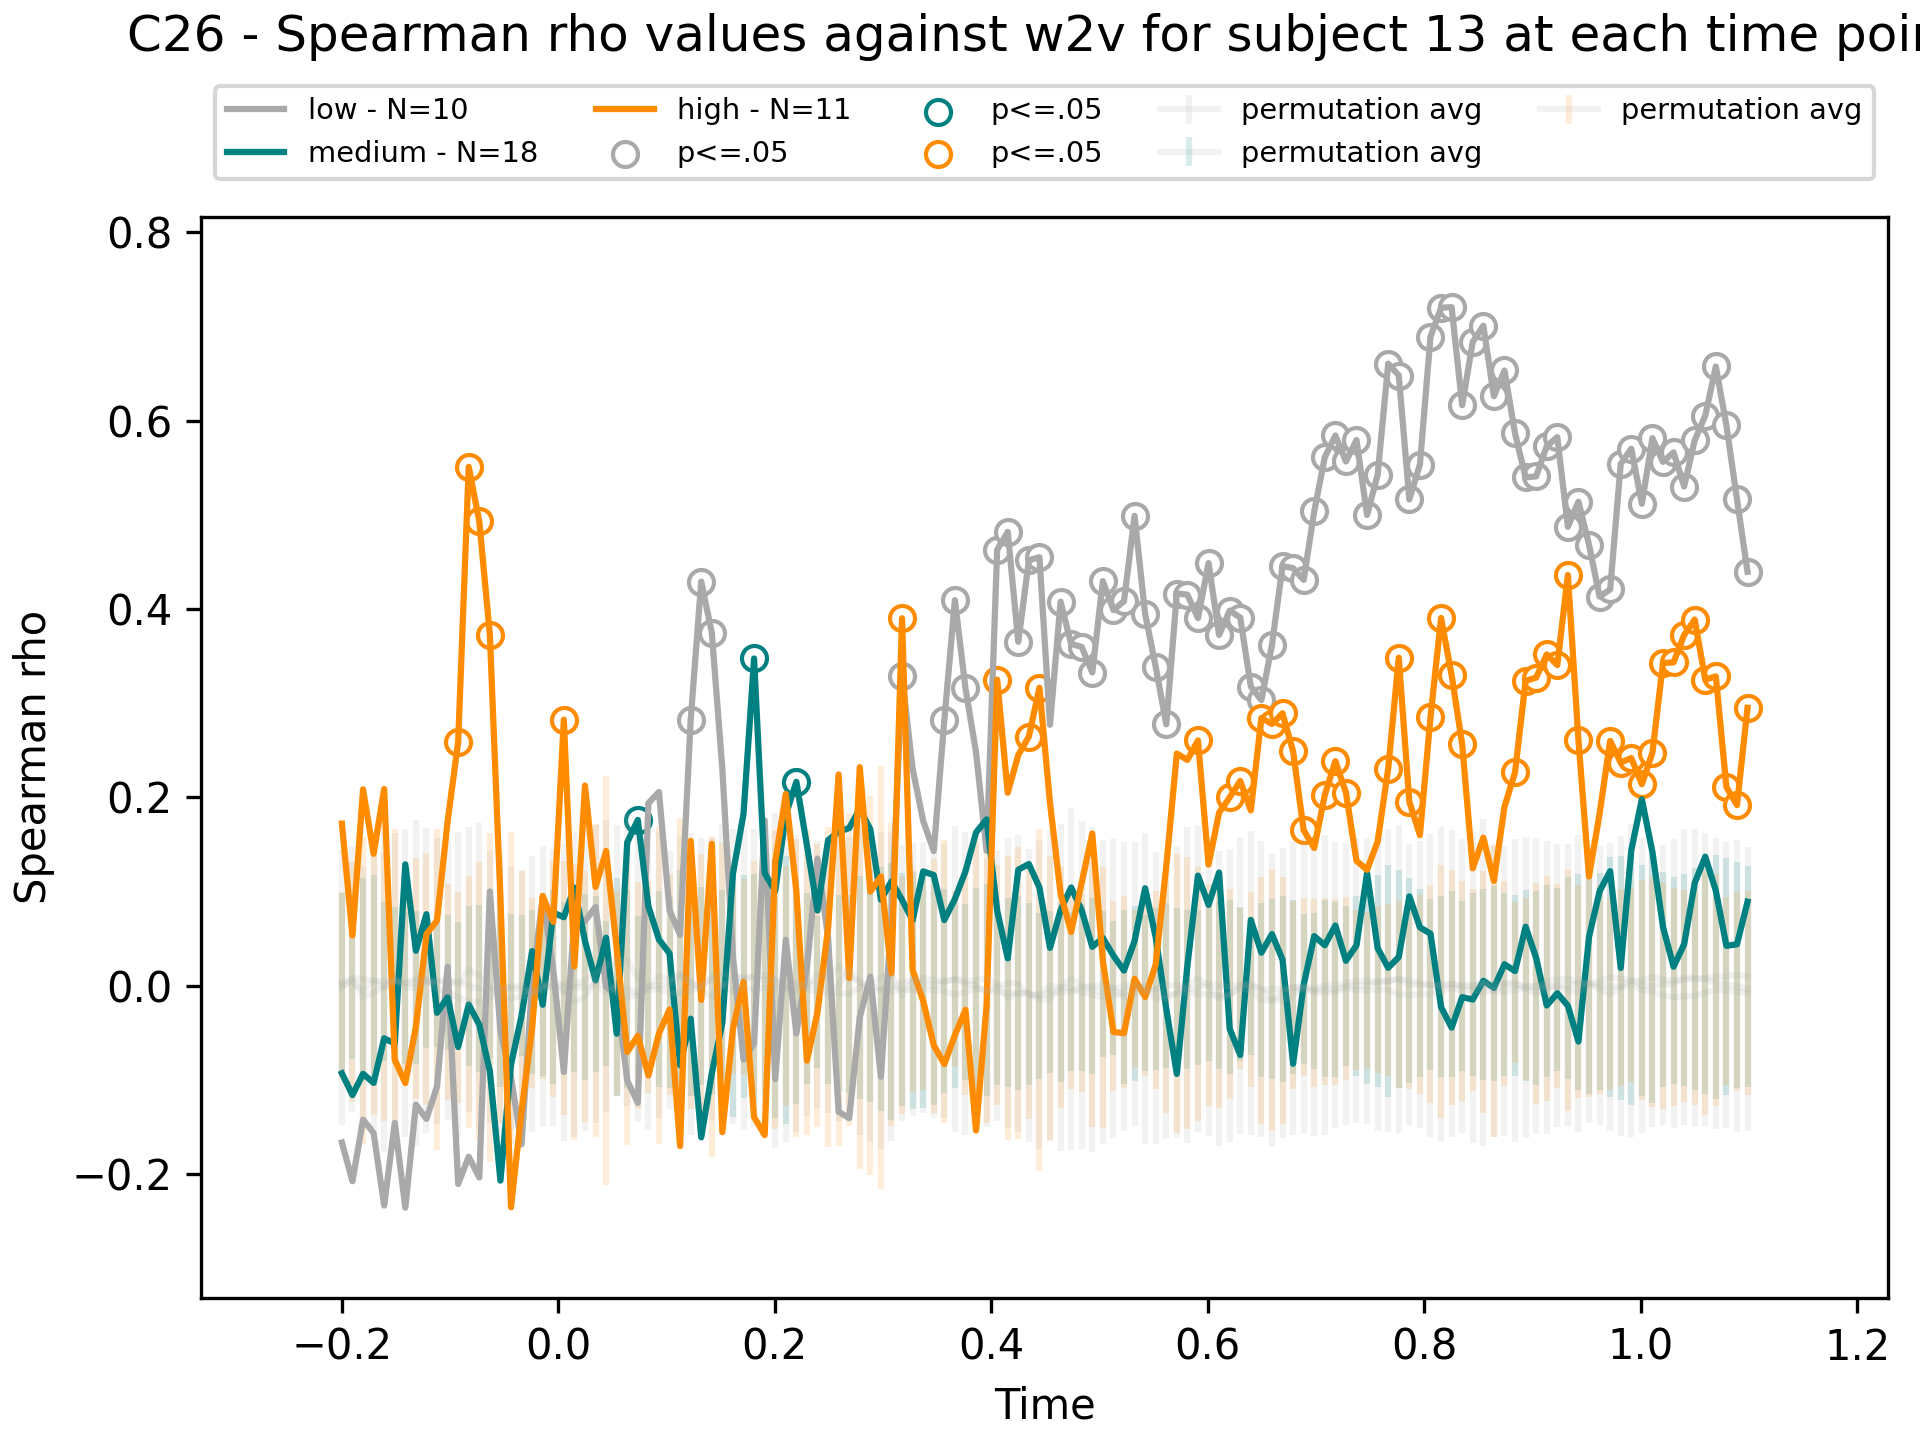 C26 - Spearman rho values against w2v for subject 13 at each time poi
low - N=10
high - N=11
p<=.05
permutation avg
permutation avg
medium - N=18
p<=.05
p<=.05
permutation avg
0.8
0.6
0.4
0.2
0.0
−0.2
Spearman rho
−0.2 0.0 0.2 0.4 0.6 0.8 1.0 1.2
Time